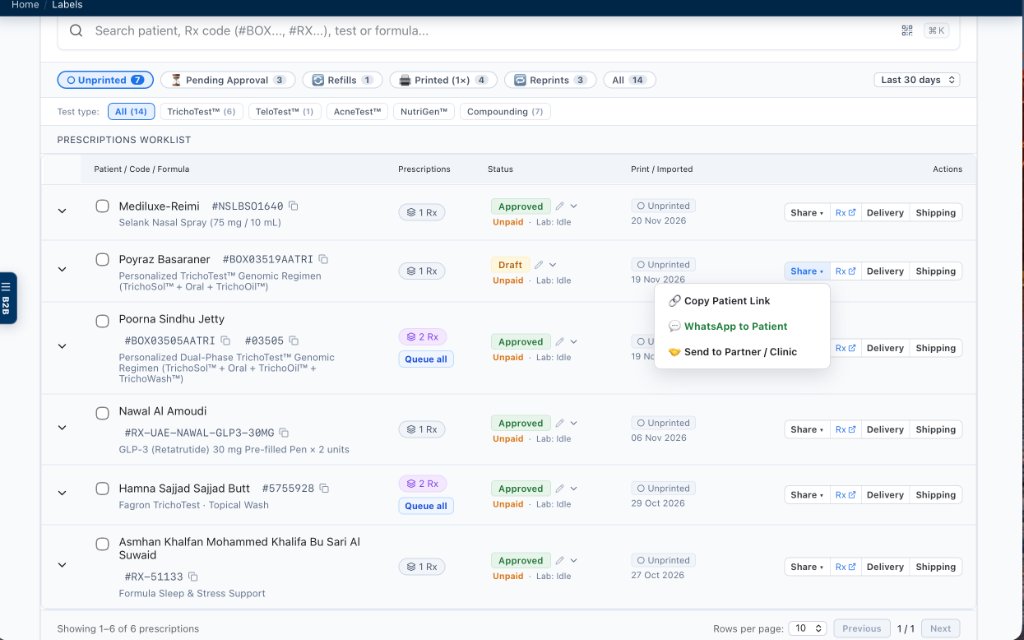 Home / Labels
Search patient, Rx code (#BOX..., #RX...), test or formula...
⌘K
Unprinted 7
Pending Approval 3
Refills 1
Printed (1×) 4
Reprints 3
All 14
Last 30 days
Test type:
All (14)
TrichoTest™ (6)
TeloTest™ (1)
AcneTest™
NutriGen™
Compounding (7)
PRESCRIPTIONS WORKLIST
Patient / Code / Formula
Prescriptions
Status
Print / Imported
Actions
Mediluxe-Reimi #NSLBSO1640
Selank Nasal Spray (75 mg / 10 mL)
1 Rx
Approved
Unpaid · Lab: Idle
Unprinted
20 Nov 2026
Share Rx Delivery Shipping
Poyraz Basaraner #BOX03519AATRI
Personalized TrichoTest™ Genomic Regimen
(TrichoSol™ + Oral + TrichoOil™)
1 Rx
Draft
Unpaid · Lab: Idle
Unprinted
19 Nov 2026
Share Rx Delivery Shipping
Copy Patient Link
WhatsApp to Patient
Send to Partner / Clinic
B2B
Poorna Sindhu Jetty
#BOX03505AATRI #03505
Personalized Dual-Phase TrichoTest™ Genomic
Regimen (TrichoSol™ + Oral + TrichoOil™ +
TrichoWash™)
2 Rx
Queue all
Approved
Unpaid · Lab: Idle
Rx Delivery Shipping
Nawal Al Amoudi
#RX-UAE-NAWAL-GLP3-30MG
GLP-3 (Retatrutide) 30 mg Pre-filled Pen × 2 units
1 Rx
Approved
Unpaid · Lab: Idle
Unprinted
06 Nov 2026
Share Rx Delivery Shipping
Hamna Sajjad Sajjad Butt #5755928
Fagron TrichoTest · Topical Wash
2 Rx
Queue all
Approved
Unpaid · Lab: Idle
Unprinted
29 Oct 2026
Share Rx Delivery Shipping
Asmhan Khalfan Mohammed Khalifa Bu Sari Al
Suwaid
#RX-51133
Formula Sleep & Stress Support
1 Rx
Approved
Unpaid · Lab: Idle
Unprinted
27 Oct 2026
Share Rx Delivery Shipping
Showing 1–6 of 6 prescriptions
Rows per page: 10
Previous
1 / 1
Next